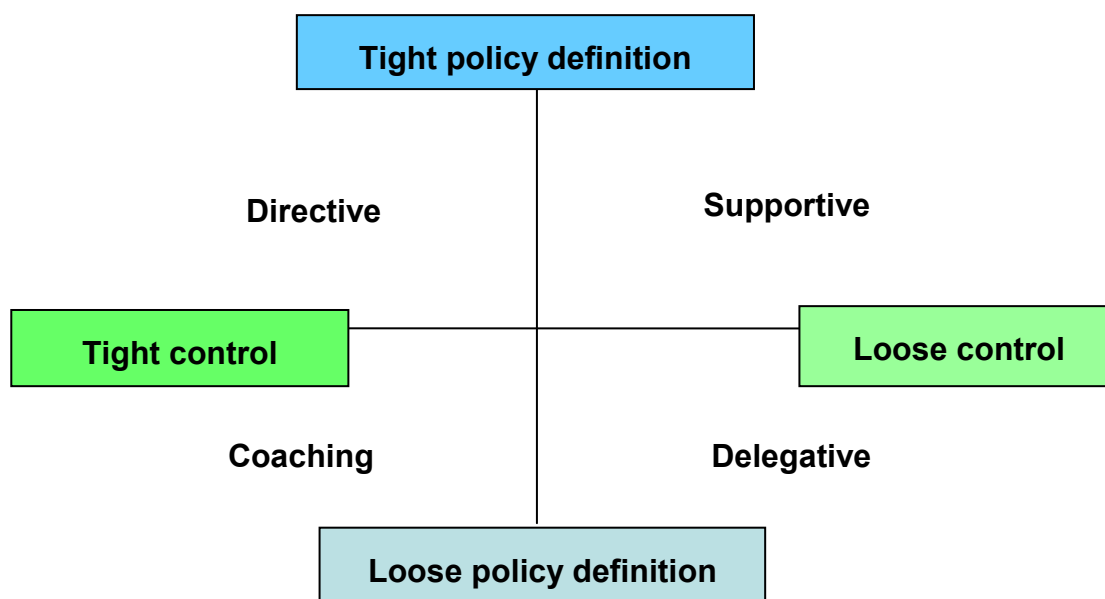 Tight policy definition
Directive
Supportive
Tight control
Loose control
Coaching
Delegative
Loose policy definition